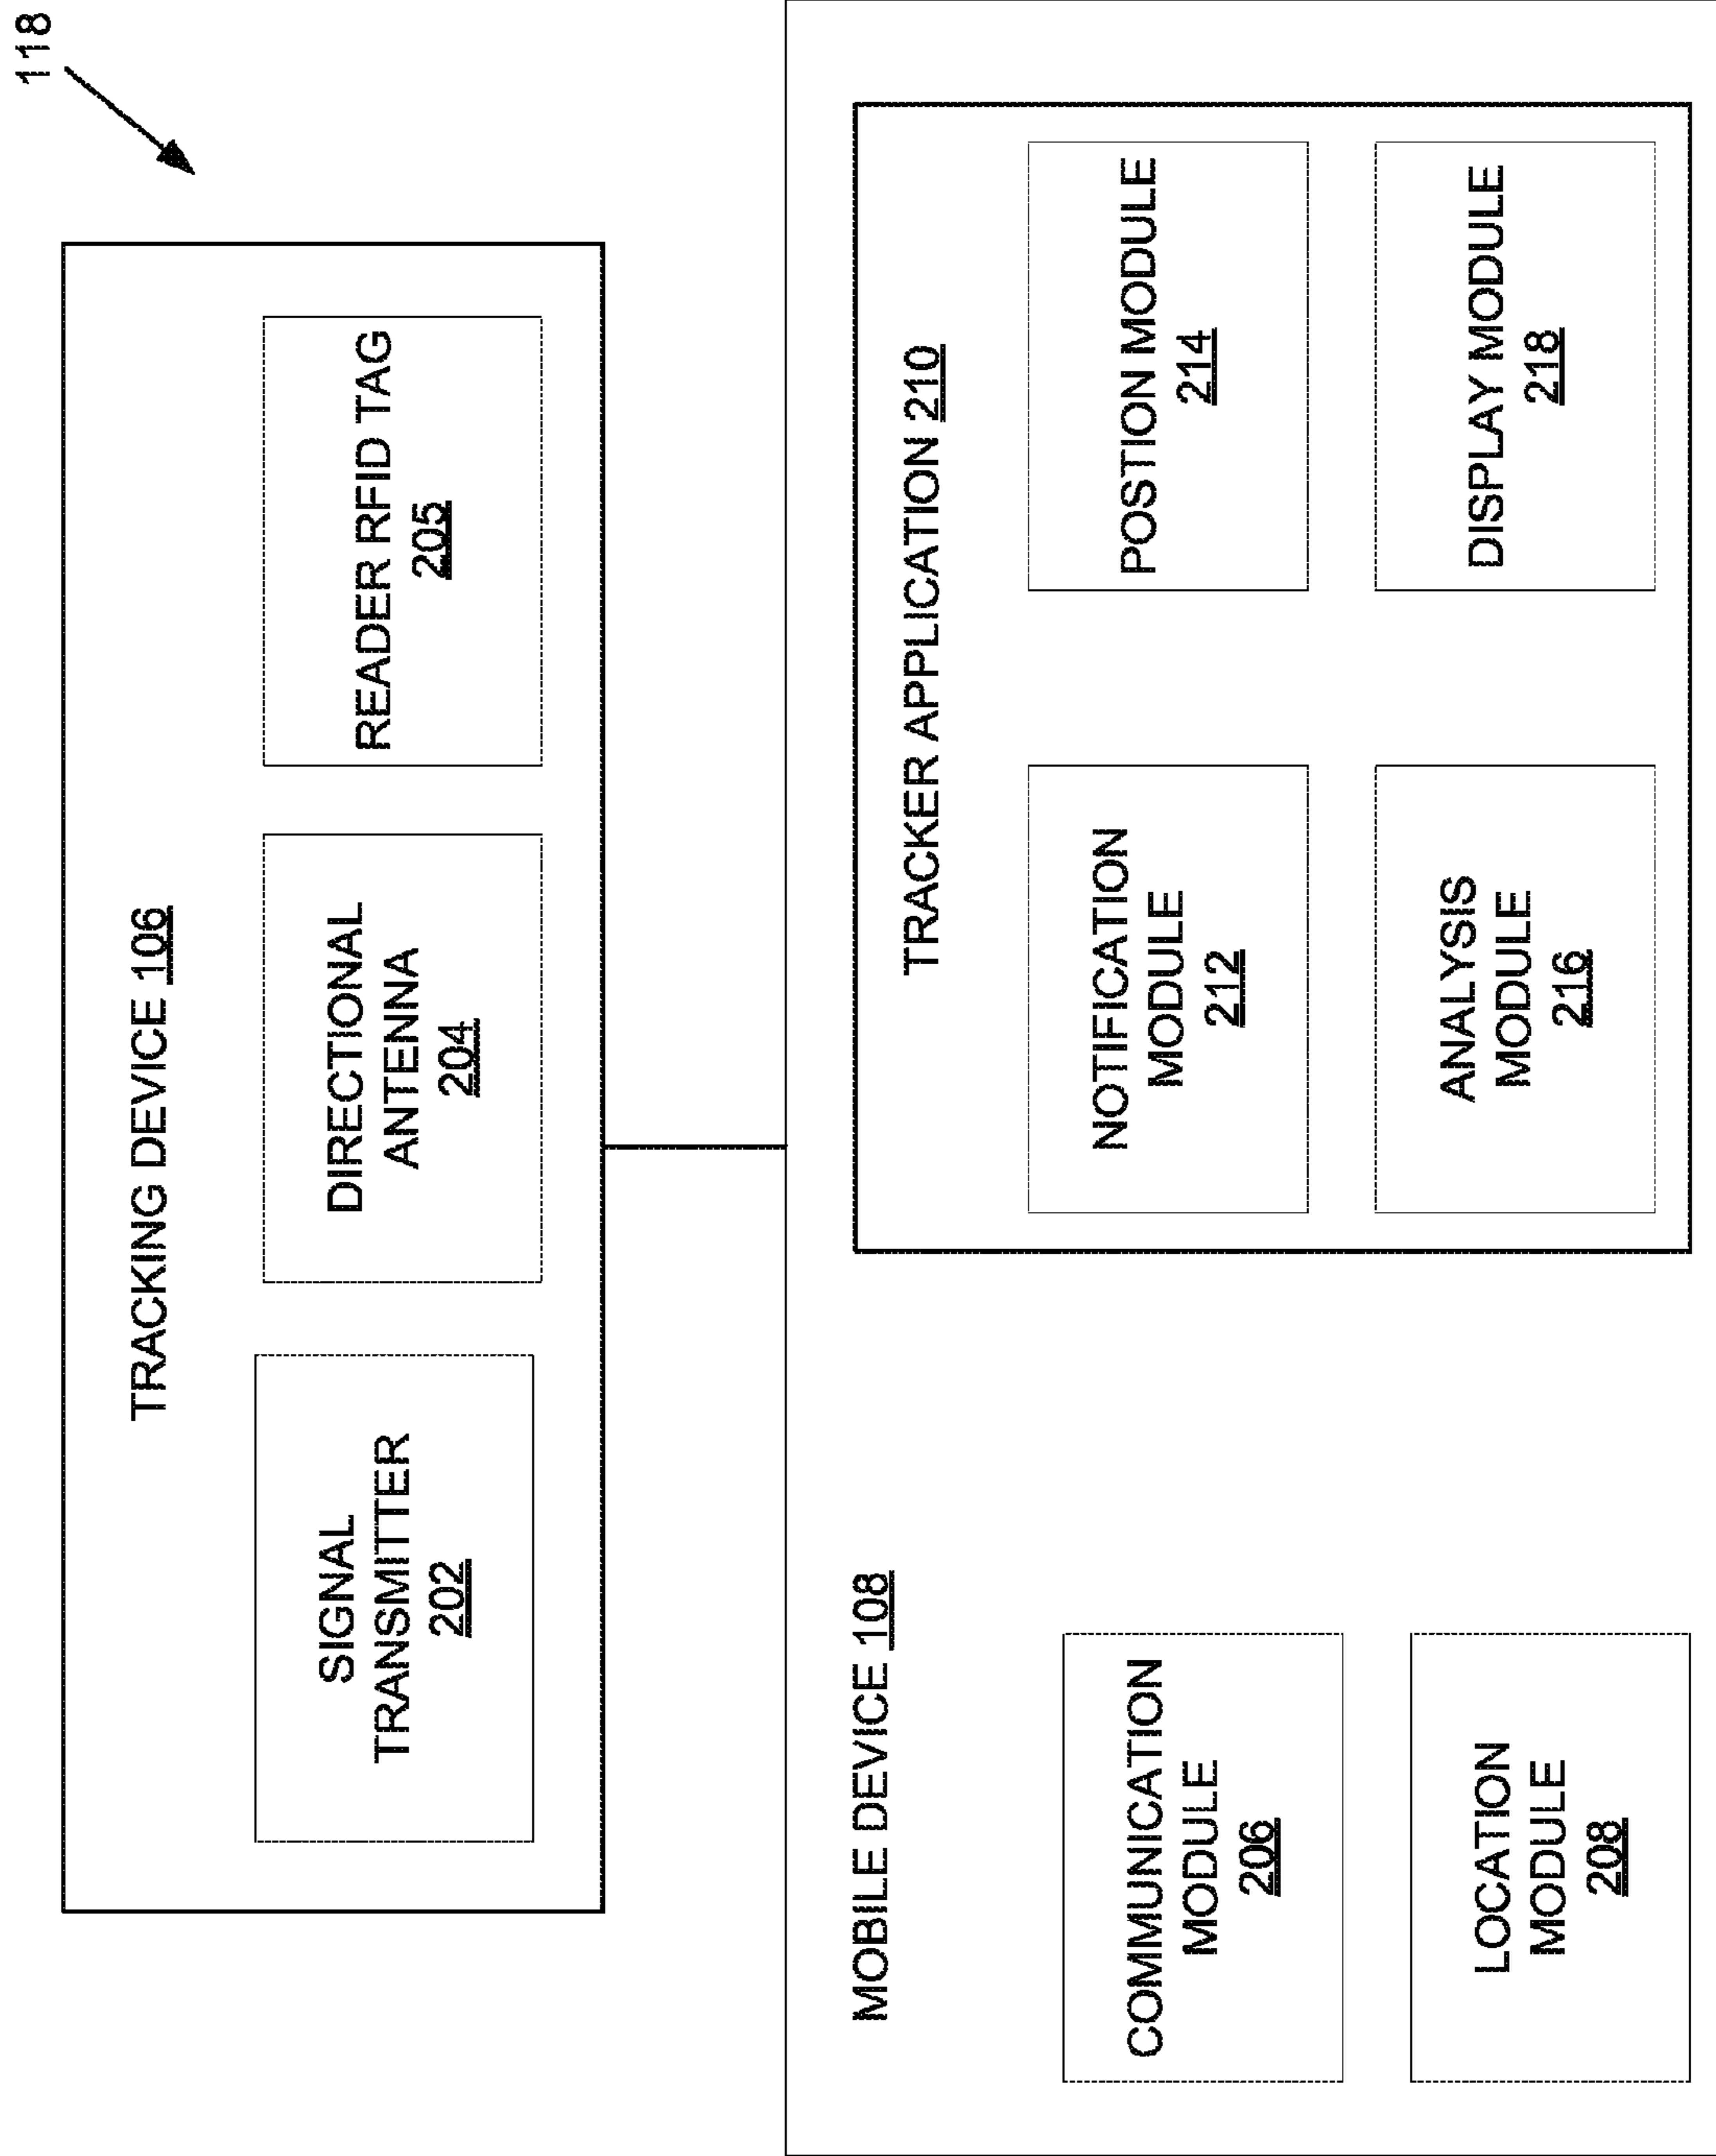 118
TRACKING DEVICE 106
SIGNAL
TRANSMITTER
202
DIRECTIONAL
ANTENNA
204
READER RFID TAG
205
MOBILE DEVICE 108
COMMUNICATION
MODULE
206
LOCATION
MODULE
208
TRACKER APPLICATION 210
NOTIFICATION
MODULE
212
POSTION MODULE
214
ANALYSIS
MODULE
216
DISPLAY MODULE
218